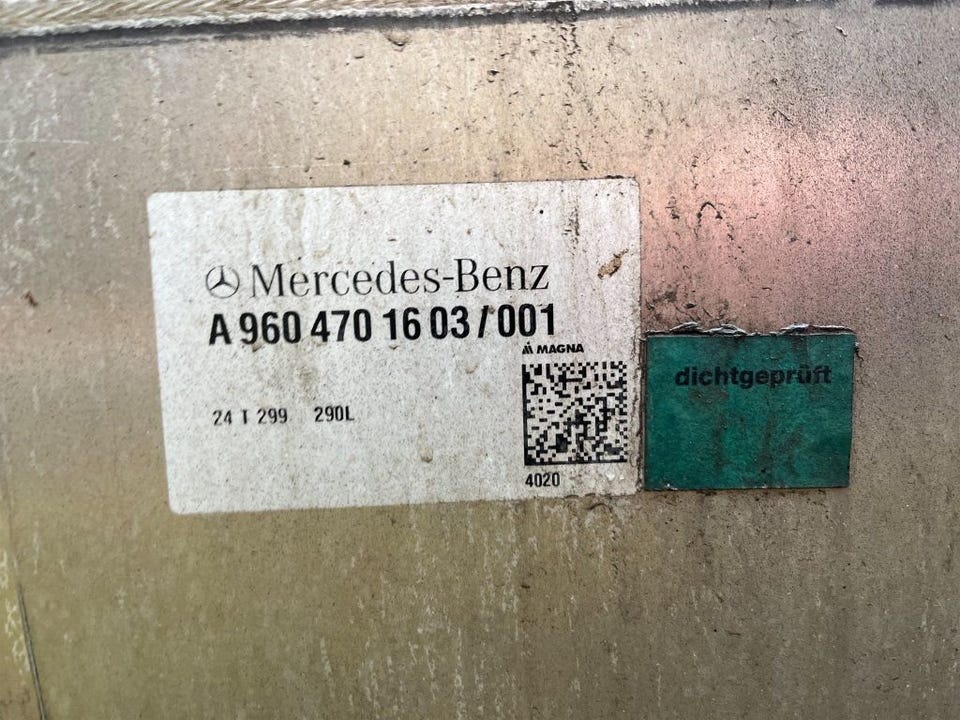 Mercedes-Benz
A 960 470 16 03 / 001
MAGNA
dichtgeprüft
24 T 299 290L
4020